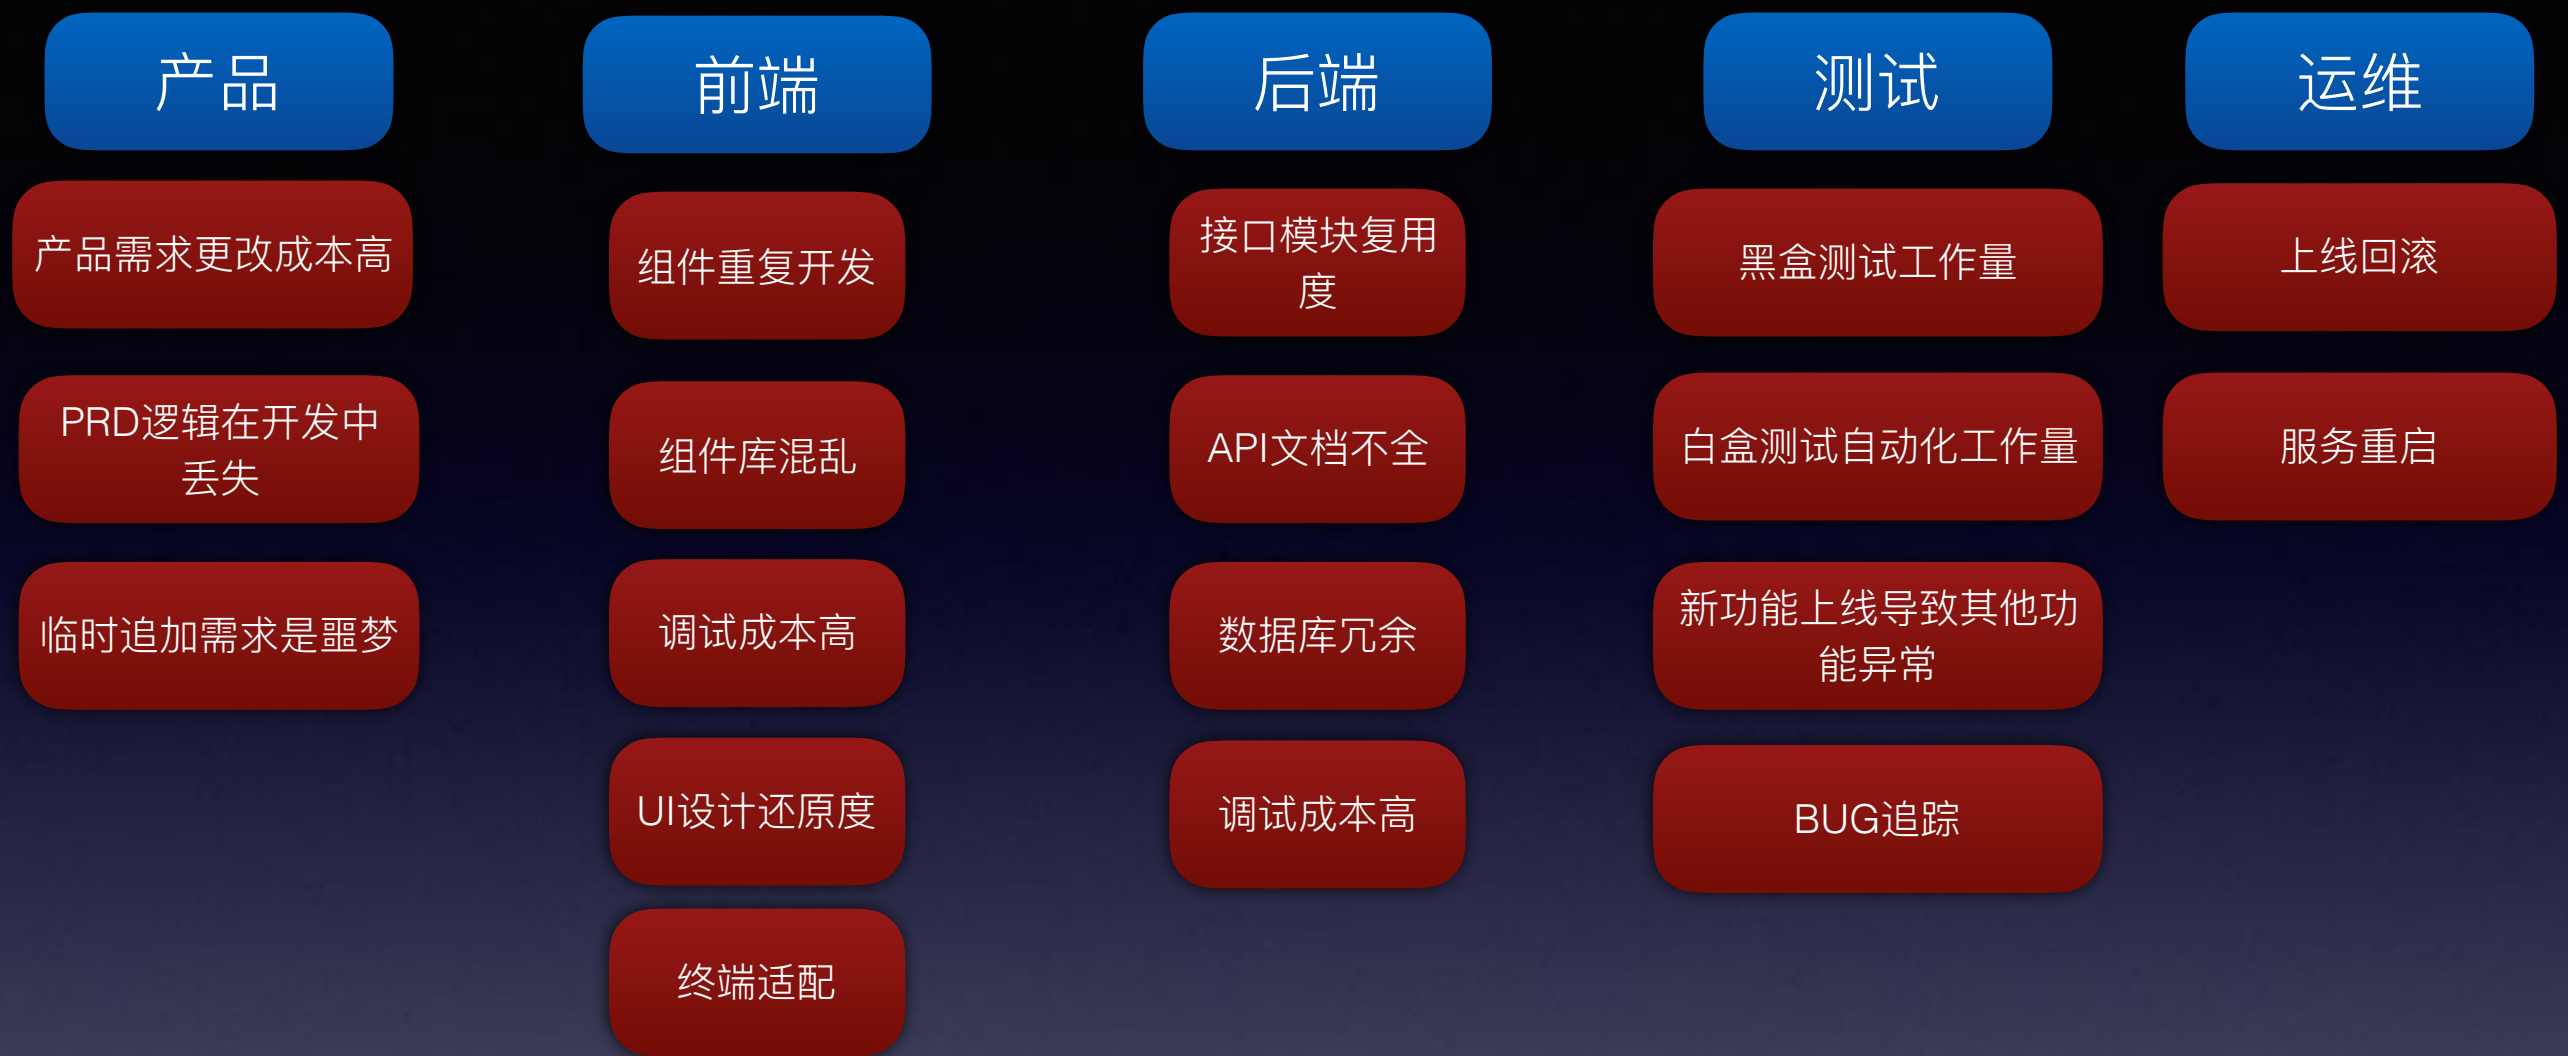 产品
产品需求更改成本高
PRD逻辑在开发中
丢失
临时追加需求是噩梦
前端
组件重复开发
组件库混乱
调试成本高
UI设计还原度
终端适配
后端
接口模块复用
度
API文档不全
数据库冗余
调试成本高
测试
黑盒测试工作量
白盒测试自动化工作量
新功能上线导致其他功
能异常
BUG追踪
运维
上线回滚
服务重启